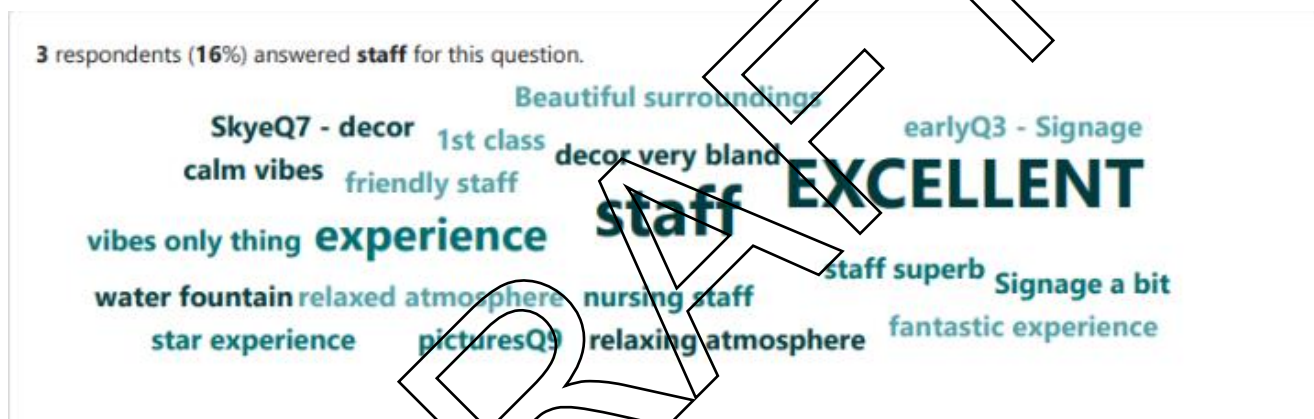 3 respondents (16%) answered staff for this question.
Beautiful surroundings
SkyeQ7 - decor
1st class
earlyQ3 - Signage
decor very bland
calm vibes
friendly staff
EXCELLENT
staff
vibes only thing
experience
staff superb
Signage a bit
water fountain
relaxed atmosphere
nursing staff
star experience
picturesQ9
relaxing atmosphere
fantastic experience
RAFT